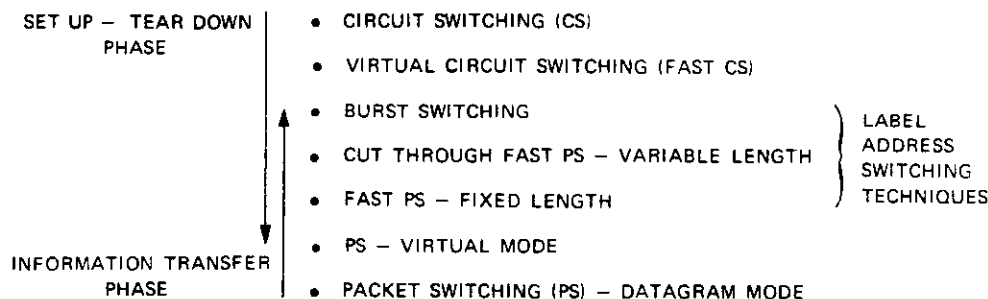 SET UP – TEAR DOWN
PHASE
• CIRCUIT SWITCHING (CS)
• VIRTUAL CIRCUIT SWITCHING (FAST CS)
• BURST SWITCHING
• CUT THROUGH FAST PS – VARIABLE LENGTH
• FAST PS – FIXED LENGTH
LABEL
ADDRESS
SWITCHING
TECHNIQUES
• PS – VIRTUAL MODE
INFORMATION TRANSFER
PHASE
• PACKET SWITCHING (PS) – DATAGRAM MODE